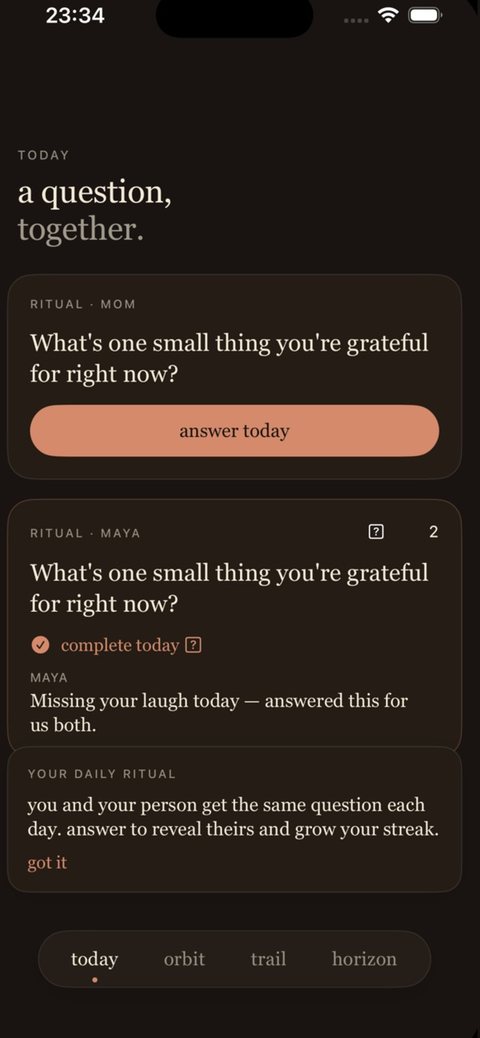 23:34
TODAY
a question,
together.
RITUAL · MOM
What's one small thing you're grateful
for right now?
answer today
RITUAL · MAYA
2
What's one small thing you're grateful
for right now?
complete today
MAYA
Missing your laugh today — answered this for
us both.
YOUR DAILY RITUAL
you and your person get the same question each
day. answer to reveal theirs and grow your streak.
got it
today orbit trail horizon